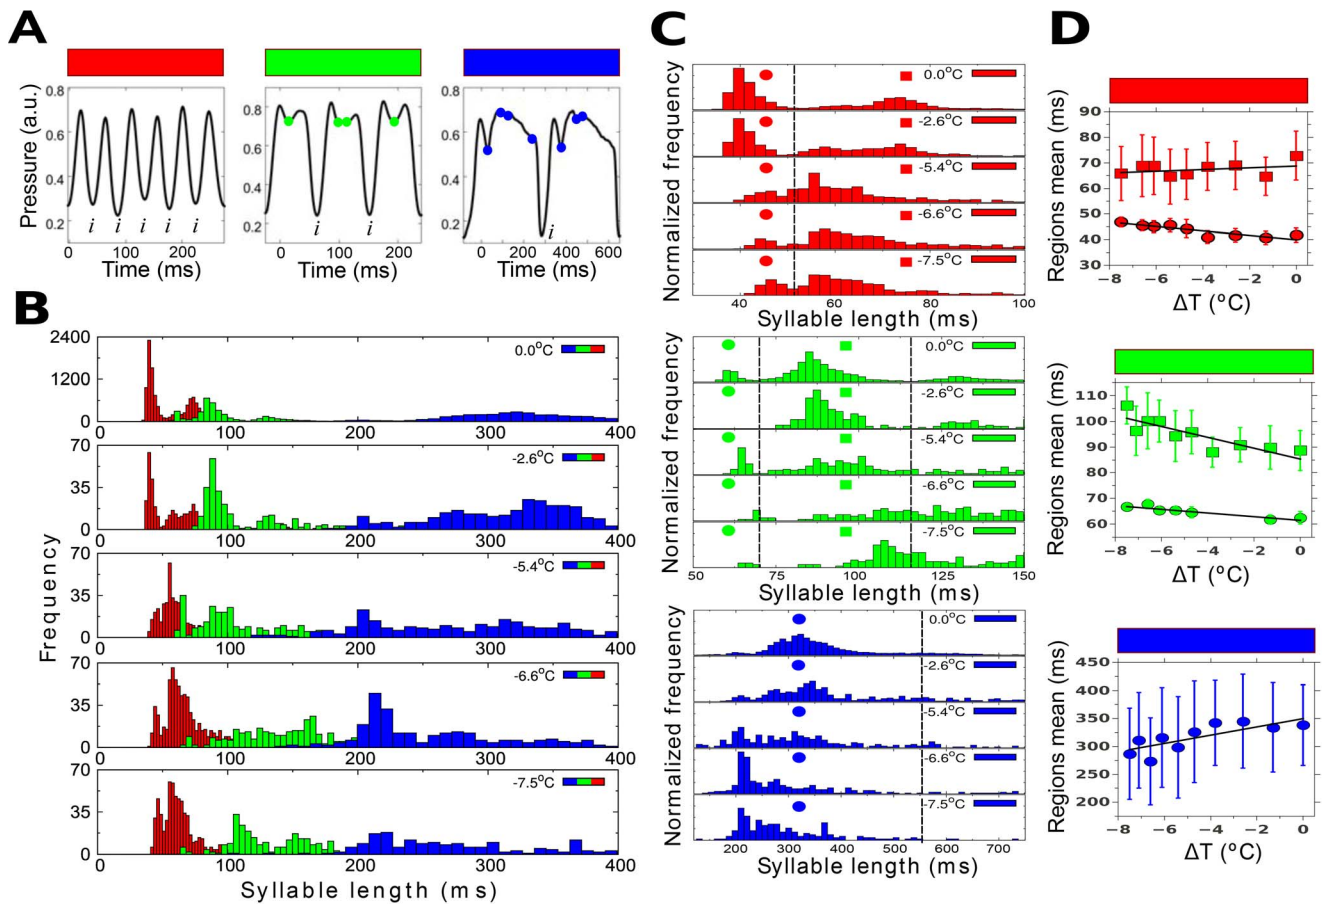 A
Pressure (a.u.)
0.8
0.6
0.4
0.2
i i i i i
0 100 200
Time (ms)
0.8
0.6
0.4
0.2
i i
0 100 200
Time (ms)
0.8
0.6
0.4
0.2
i
0 200 400 600
Time (ms)
B
Frequency
2400
1200
0
0.0°C
0 100 200 300 400
70
35
0
-2.6°C
0 100 200 300 400
70
35
0
-5.4°C
0 100 200 300 400
70
35
0
-6.6°C
0 100 200 300 400
70
35
0
-7.5°C
0 100 200 300 400
Syllable length (ms)
C
Normalized frequency
0.0°C
-2.6°C
-5.4°C
-6.6°C
-7.5°C
40 60 80 100
Syllable length (ms)
Normalized frequency
0.0°C
-2.6°C
-5.4°C
-6.6°C
-7.5°C
50 75 100 125 150
Syllable length (ms)
Normalized frequency
0.0°C
-2.6°C
-5.4°C
-6.6°C
-7.5°C
200 300 400 500 600 700
Syllable length (ms)
D
Regions mean (ms)
90
80
70
60
50
40
30
-8 -6 -4 -2 0
ΔT (°C)
Regions mean (ms)
110
100
90
80
70
60
-8 -6 -4 -2 0
ΔT (°C)
Regions mean (ms)
450
400
350
300
250
200
-8 -6 -4 -2 0
ΔT (°C)